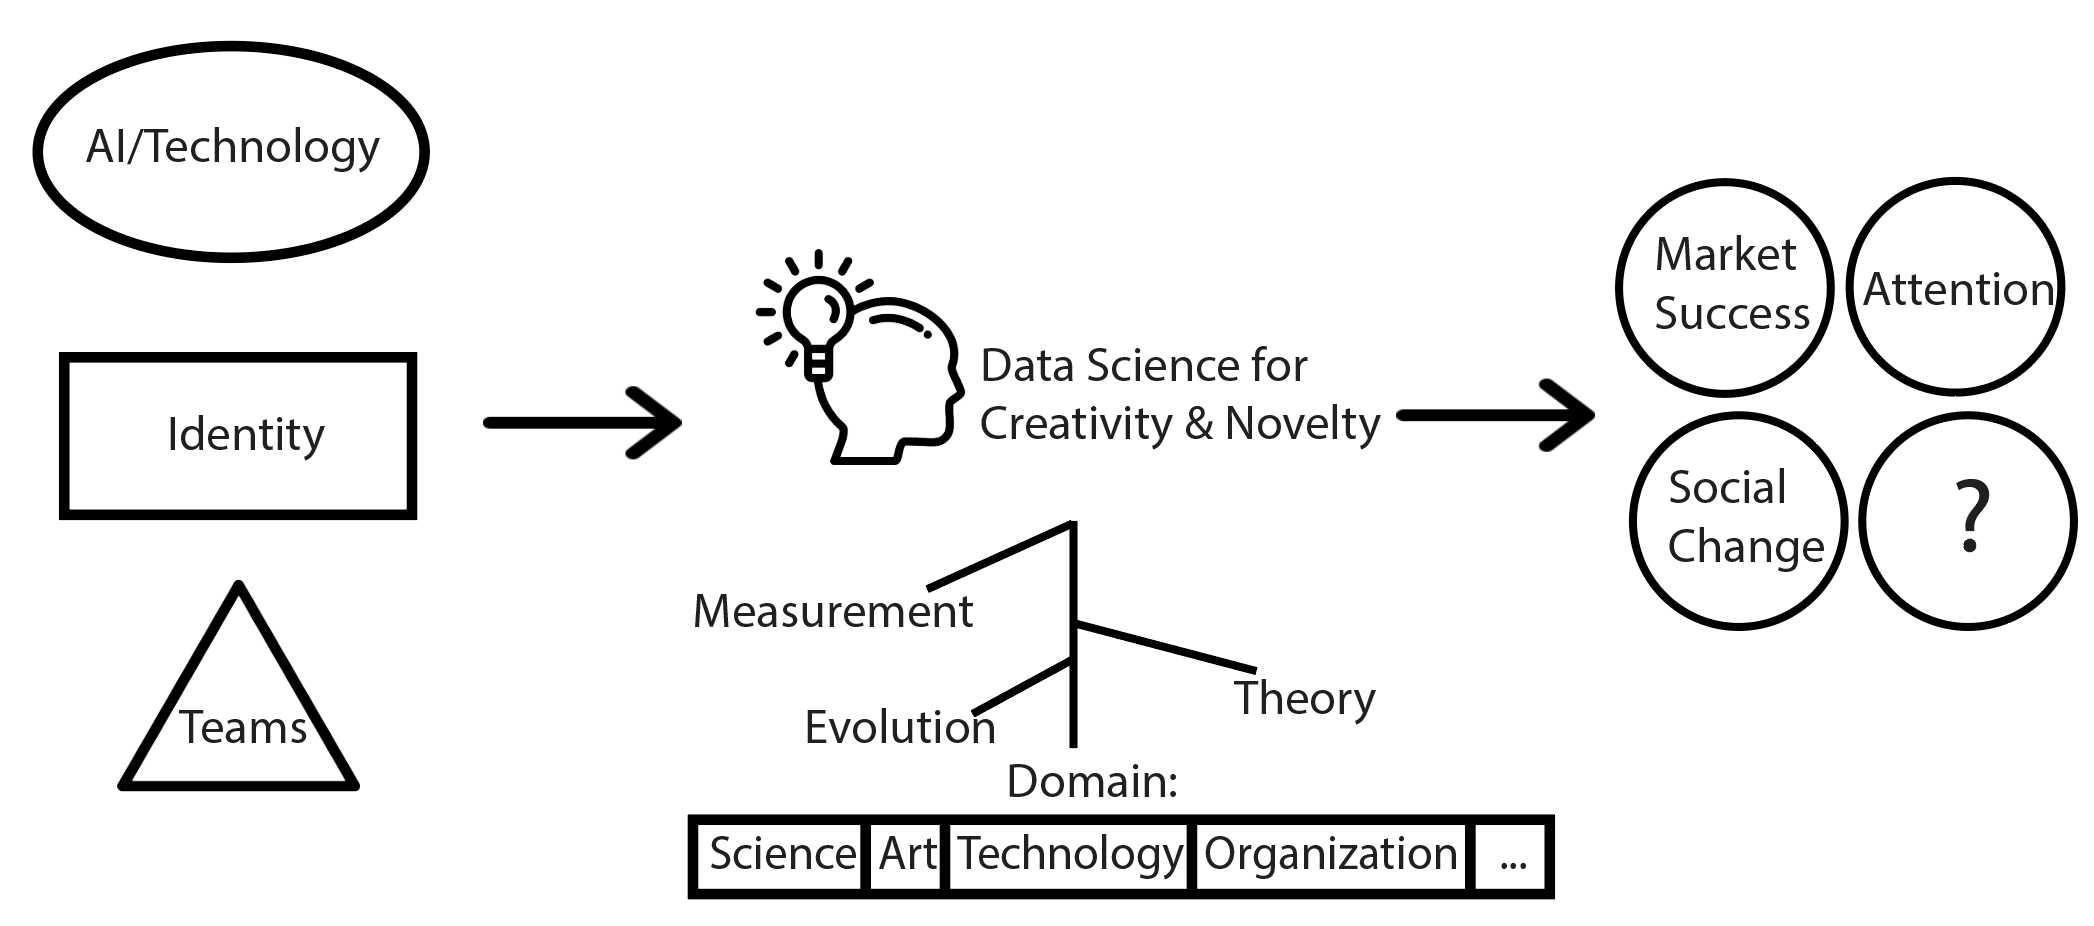 AI/Technology
Identity
Teams
Data Science for
Creativity & Novelty
Measurement
Theory
Evolution
Domain:
Science Art Technology Organization ...
Market
Success
Attention
Social
Change
?